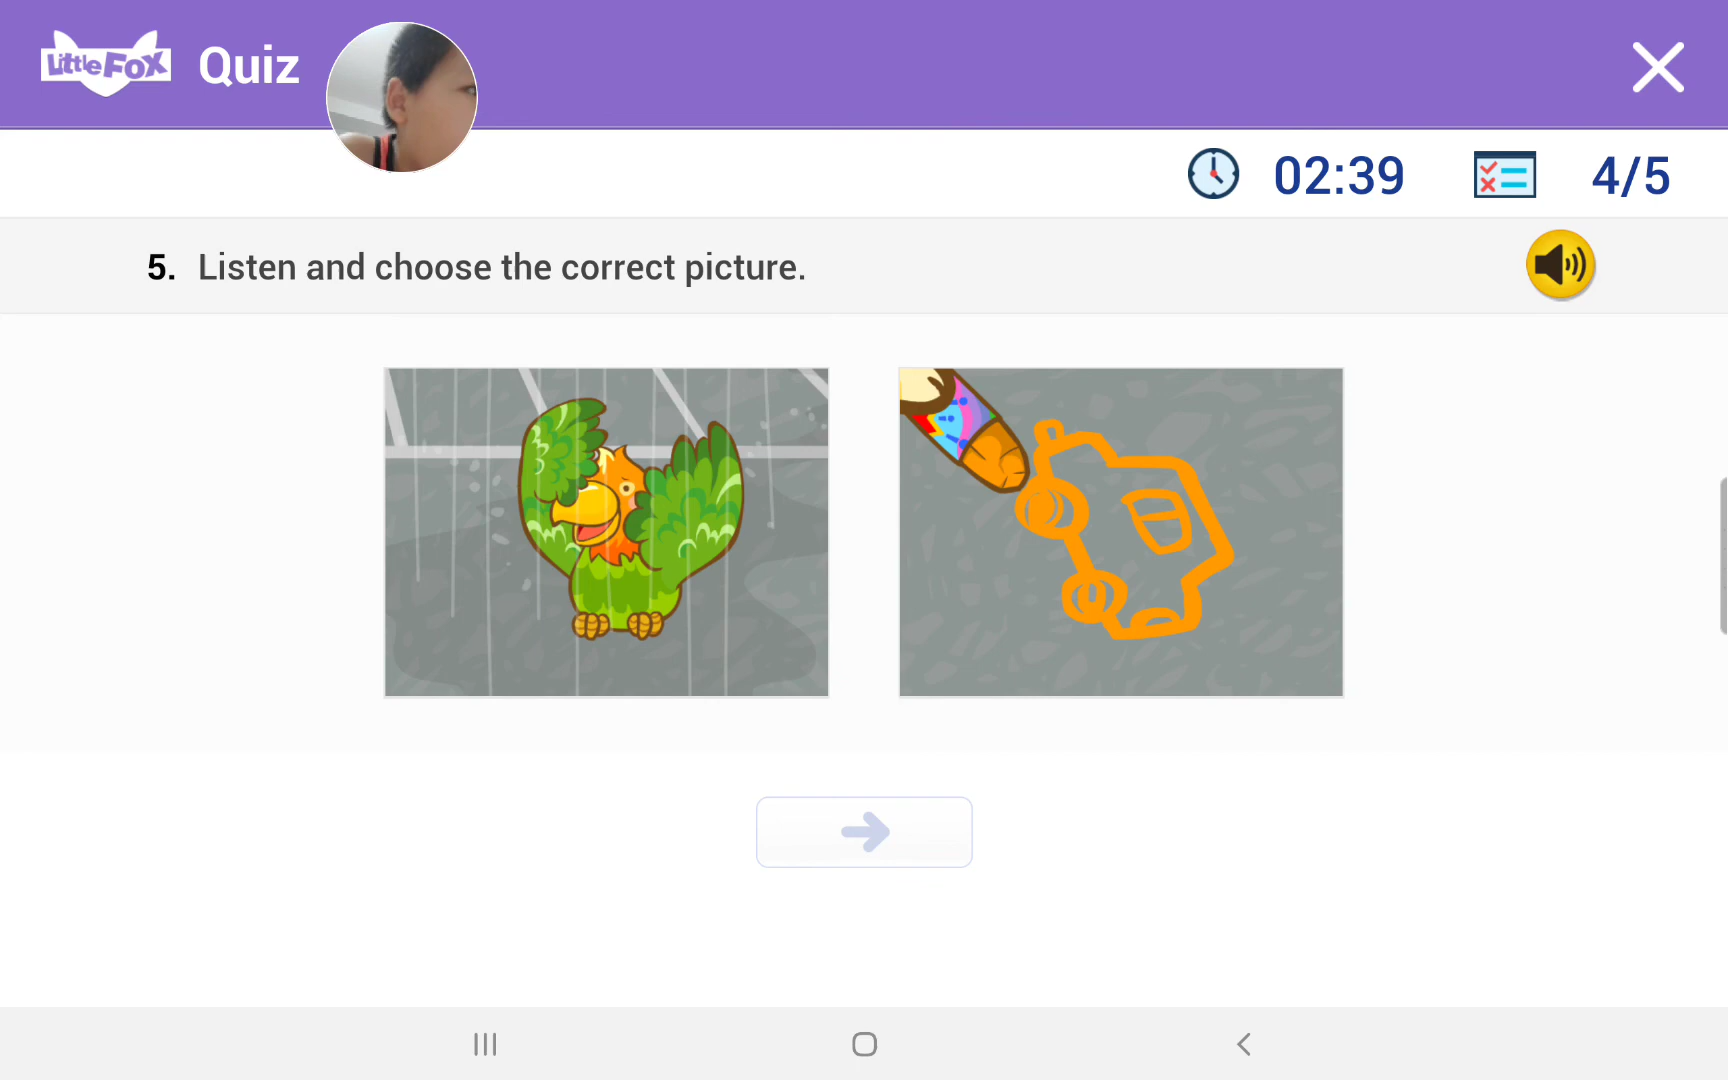 Little Fox
Quiz
02:39
4/5
5. Listen and choose the correct picture.